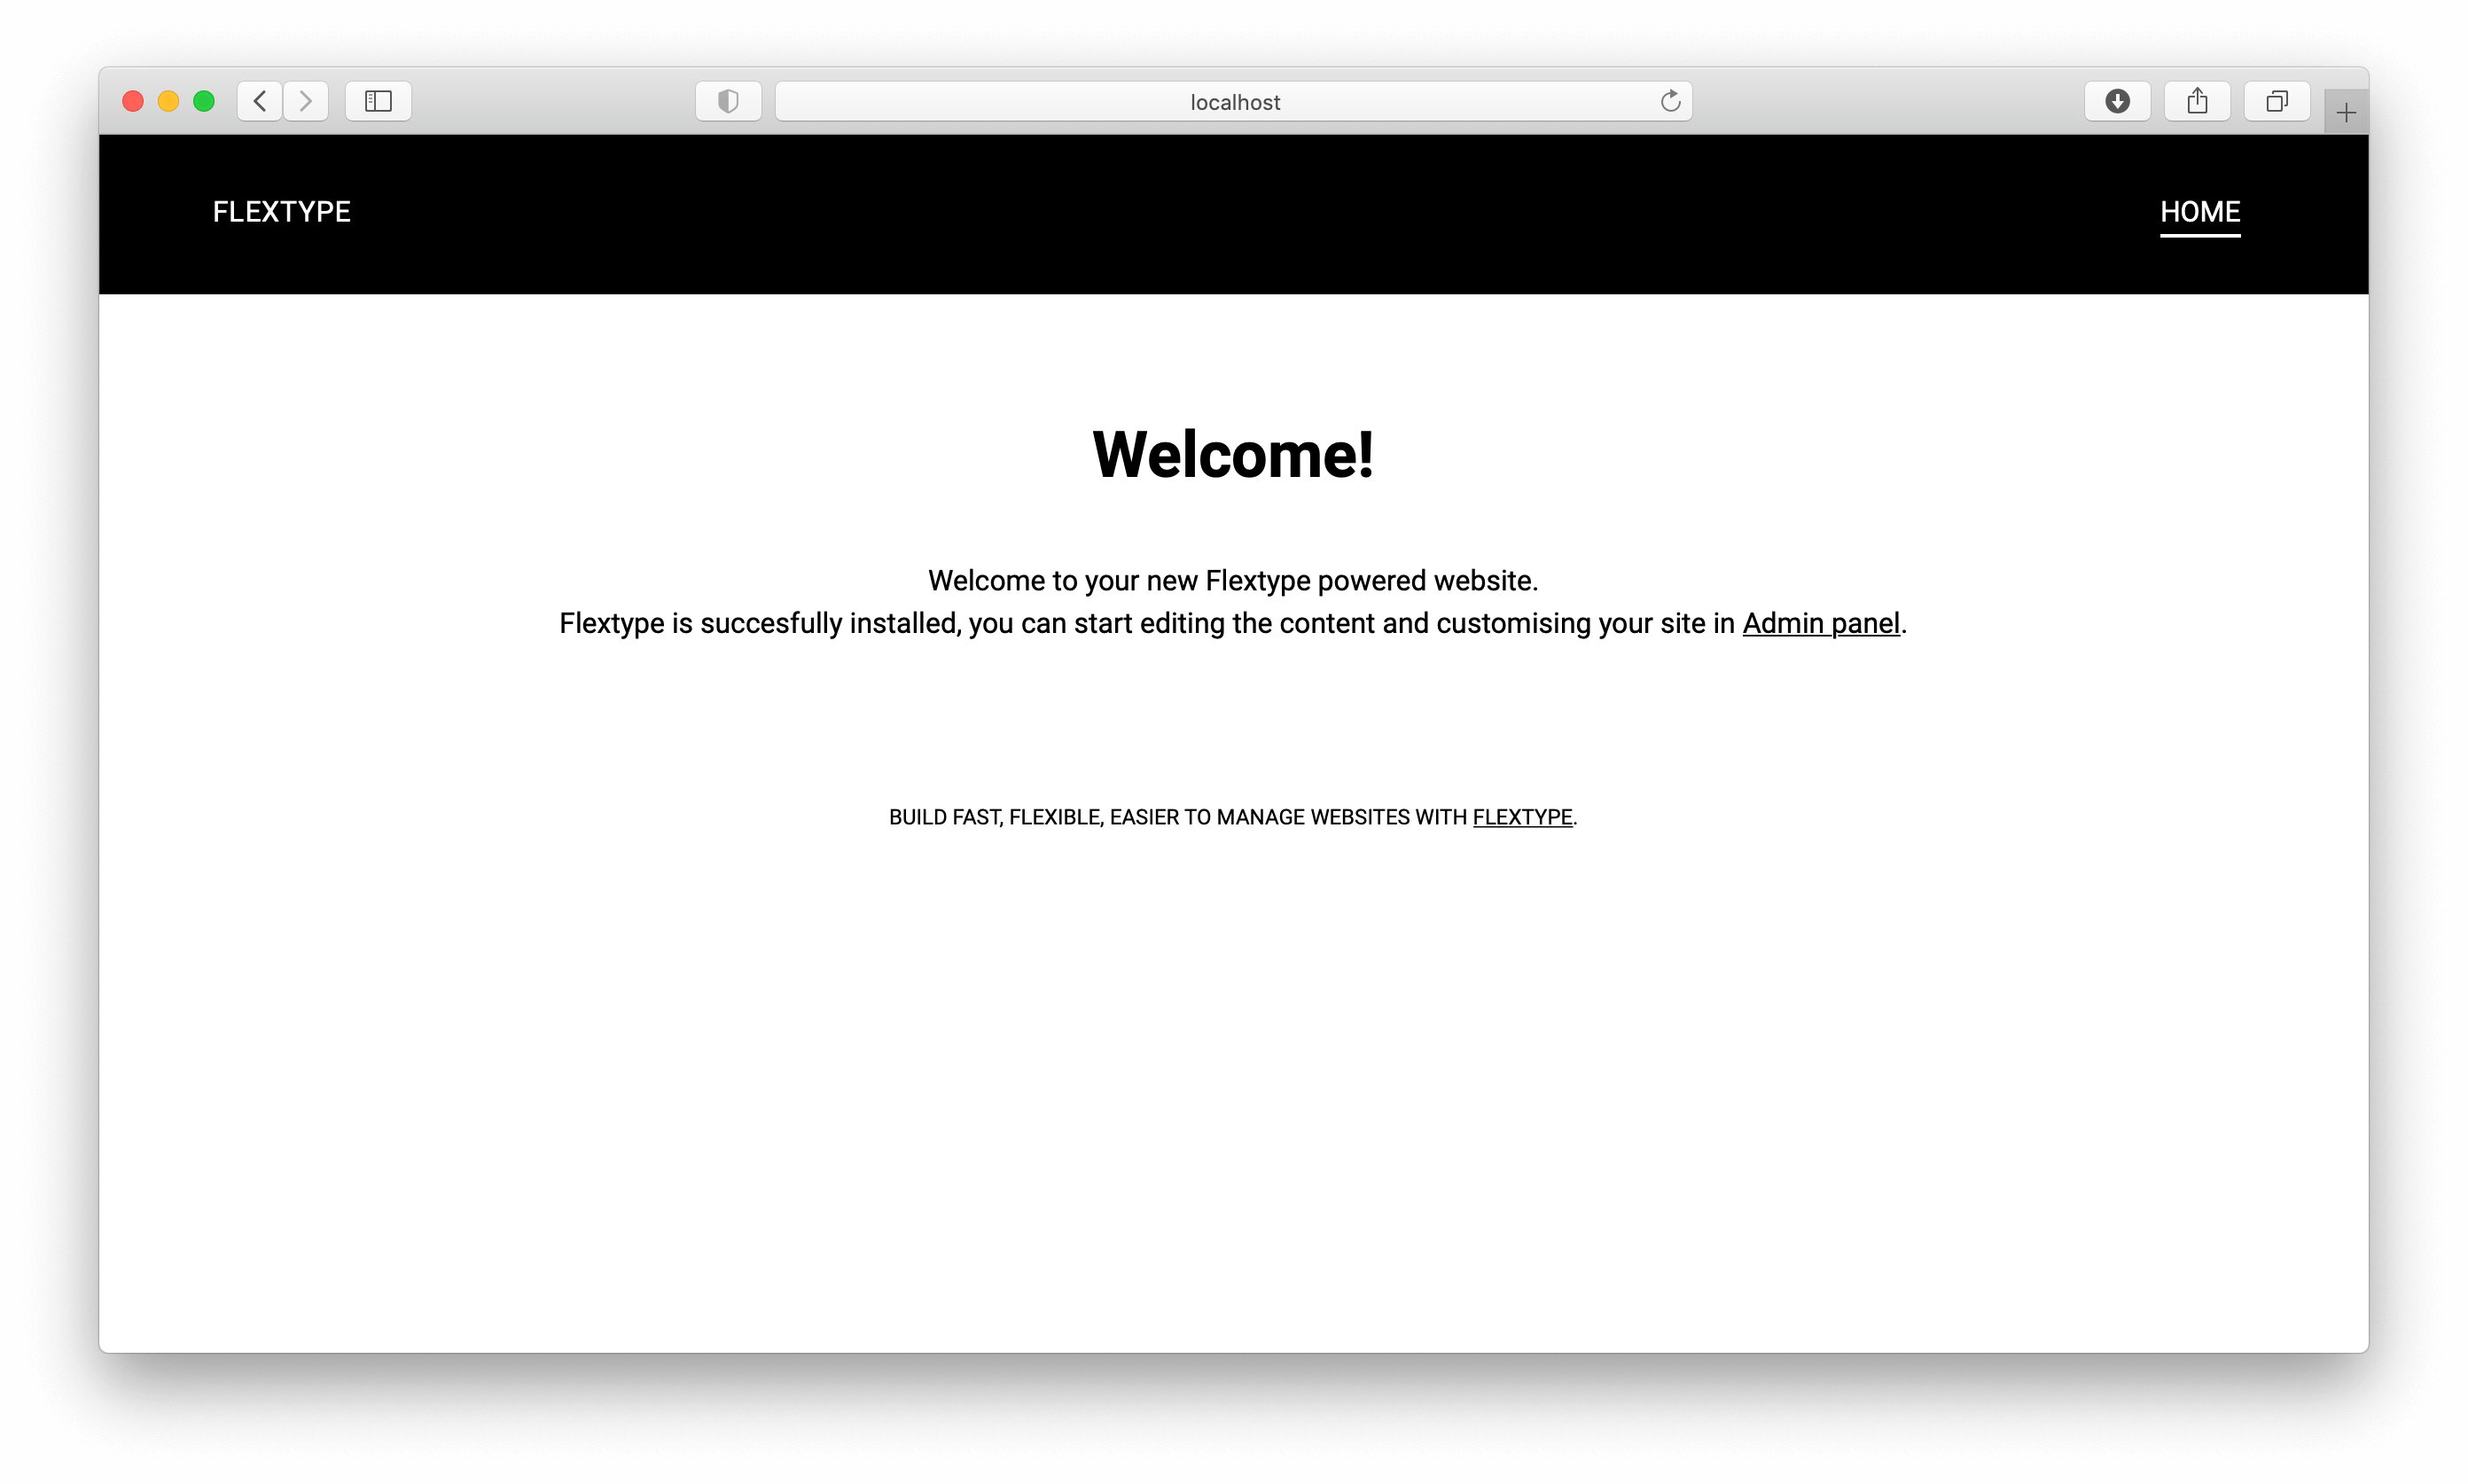 localhost
FLEXTYPE
HOME
Welcome!
Welcome to your new Flextype powered website.
Flextype is succesfully installed, you can start editing the content and customising your site in Admin panel.
BUILD FAST, FLEXIBLE, EASIER TO MANAGE WEBSITES WITH FLEXTYPE.